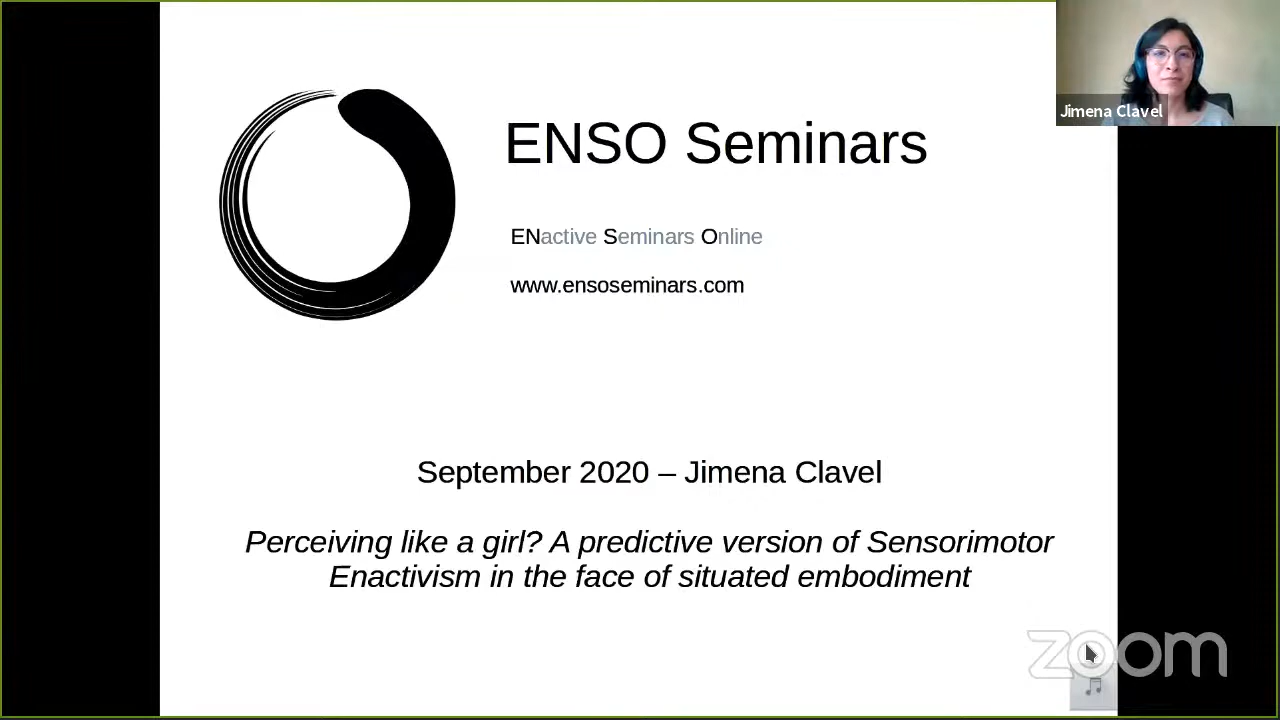 Jimena Clavel
ENSO Seminars
ENactive Seminars Online
www.ensoseminars.com
September 2020 – Jimena Clavel
Perceiving like a girl? A predictive version of Sensorimotor
Enactivism in the face of situated embodiment
zoom